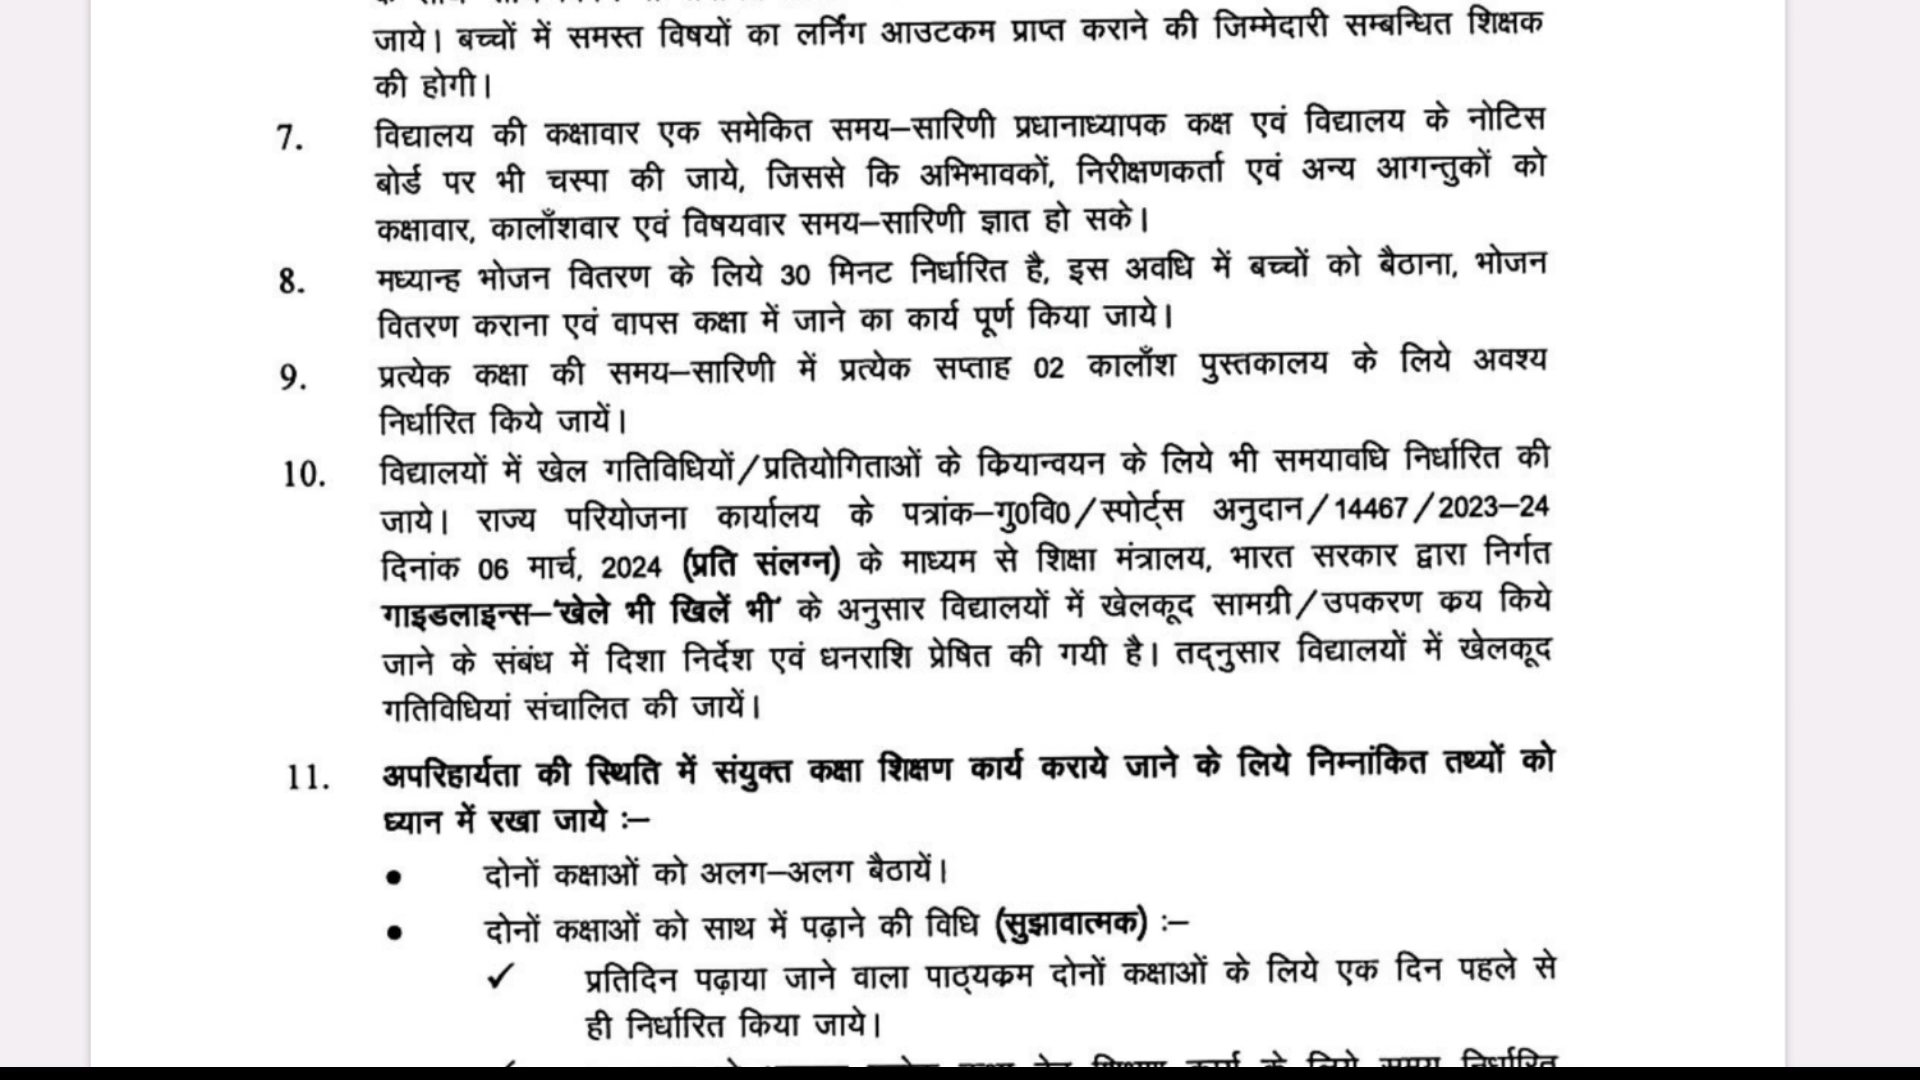 जाये। बच्चों में समस्त विषयों का लर्निंग आउटकम प्राप्त कराने की जिम्मेदारी सम्बन्धित शिक्षक
की होगी।
7. विद्यालय की कक्षावार एक समेकित समय–सारिणी प्रधानाध्यापक कक्ष एवं विद्यालय के नोटिस
बोर्ड पर भी चस्पा की जाये, जिससे कि अभिभावकों, निरीक्षणकर्ता एवं अन्य आगन्तुकों को
कक्षावार, कालाँशवार एवं विषयवार समय–सारिणी ज्ञात हो सके।
8. मध्यान्ह भोजन वितरण के लिये 30 मिनट निर्धारित है, इस अवधि में बच्चों को बैठाना, भोजन
वितरण कराना एवं वापस कक्षा में जाने का कार्य पूर्ण किया जाये।
9. प्रत्येक कक्षा की समय–सारिणी में प्रत्येक सप्ताह 02 कालाँश पुस्तकालय के लिये अवश्य
निर्धारित किये जायें।
10. विद्यालयों में खेल गतिविधियों/प्रतियोगिताओं के कियान्वयन के लिये भी समयावधि निर्धारित की
जाये। राज्य परियोजना कार्यालय के पत्रांक–गु0वि0/स्पोर्ट्स अनुदान/14467/2023–24
दिनांक 06 मार्च, 2024 (प्रति संलग्न) के माध्यम से शिक्षा मंत्रालय, भारत सरकार द्वारा निर्गत
गाइडलाइन्स–'खेले भी खिलें भी' के अनुसार विद्यालयों में खेलकूद सामग्री/उपकरण कय किये
जाने के संबंध में दिशा निर्देश एवं धनराशि प्रेषित की गयी है। तद्नुसार विद्यालयों में खेलकूद
गतिविधियां संचालित की जायें।
11. अपरिहार्यता की स्थिति में संयुक्त कक्षा शिक्षण कार्य कराये जाने के लिये निम्नांकित तथ्यों को
ध्यान में रखा जाये :–
● दोनों कक्षाओं को अलग–अलग बैठायें।
● दोनों कक्षाओं को साथ में पढ़ाने की विधि (सुझावात्मक) :–
✓ प्रतिदिन पढ़ाया जाने वाला पाठ्यकम दोनों कक्षाओं के लिये एक दिन पहले से
ही निर्धारित किया जाये।
शिक्षण कार्य के लिये समय निर्धारित